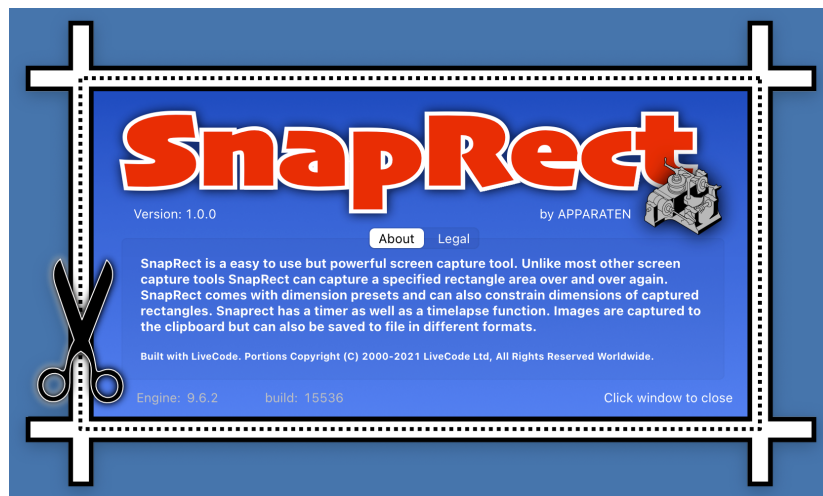 SnapRect
Version: 1.0.0
by APPARATEN
About
Legal
SnapRect is a easy to use but powerful screen capture tool. Unlike most other screen
capture tools SnapRect can capture a specified rectangle area over and over again.
SnapRect comes with dimension presets and can also constrain dimensions of captured
rectangles. Snaprect has a timer as well as a timelapse function. Images are captured to
the clipboard but can also be saved to file in different formats.
Built with LiveCode. Portions Copyright (C) 2000-2021 LiveCode Ltd, All Rights Reserved Worldwide.
Engine: 9.6.2
build: 15536
Click window to close